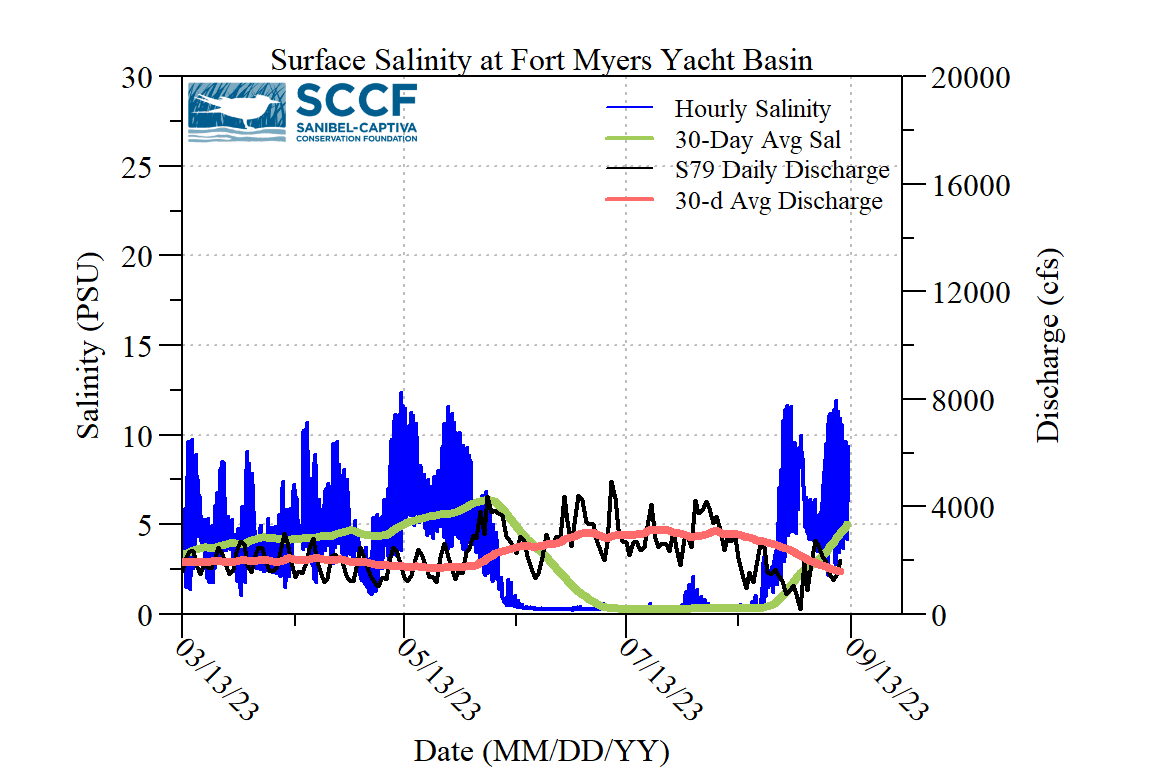 Surface Salinity at Fort Myers Yacht Basin
SCCF
SANIBEL-CAPTIVA
CONSERVATION FOUNDATION
Hourly Salinity
30-Day Avg Sal
S79 Daily Discharge
30-d Avg Discharge
Salinity (PSU)
30
25
20
15
10
5
0
20000
16000
12000
8000
4000
0
Discharge (cfs)
03/13/23
05/13/23
07/13/23
09/13/23
Date (MM/DD/YY)